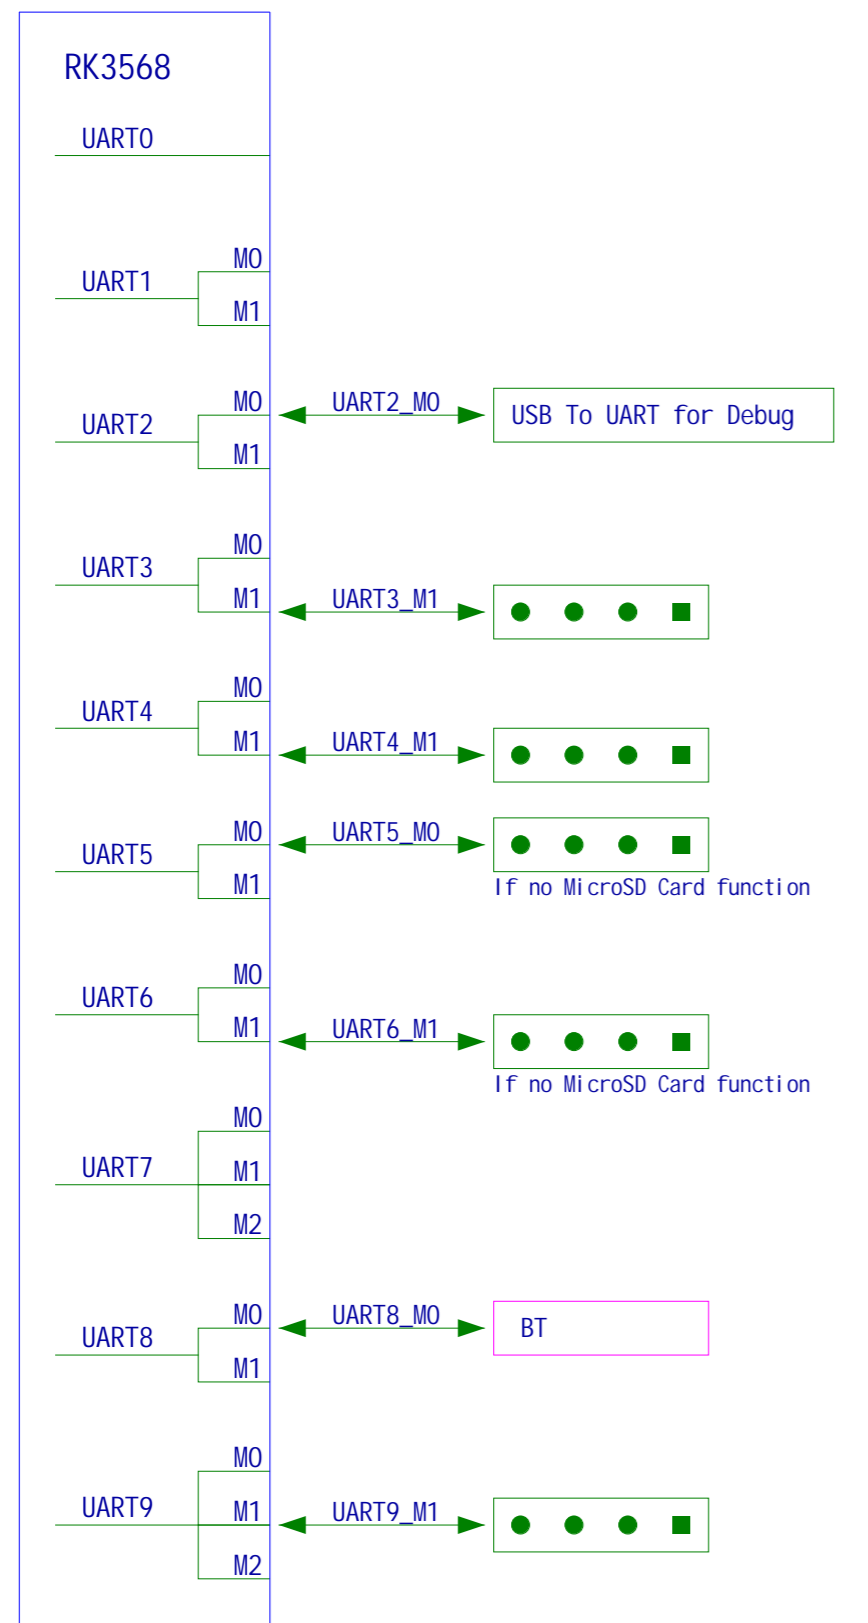 RK3568
UART0
M0
UART1
M1
M0 UART2_M0 USB To UART for Debug
UART2
M1
M0
UART3
M1 UART3_M1
M0
UART4
M1 UART4_M1
M0 UART5_M0
UART5
M1 If no MicroSD Card function
M0
UART6
M1 UART6_M1
If no MicroSD Card function
M0
UART7 M1
M2
M0 UART8_M0 BT
UART8
M1
M0
UART9 M1 UART9_M1
M2